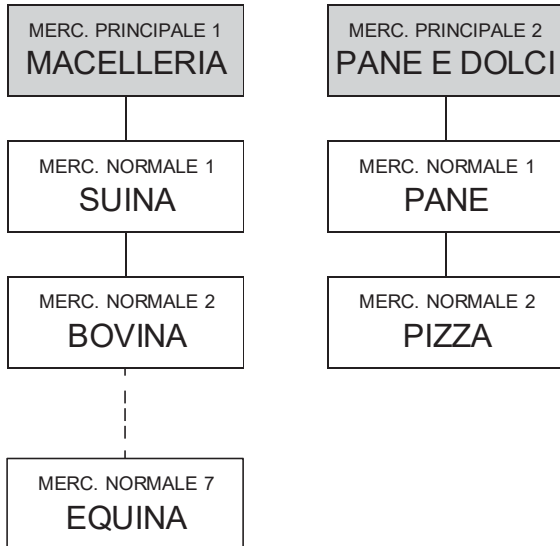 MERC. PRINCIPALE 1
MACELLERIA
MERC. NORMALE 1
SUINA
MERC. NORMALE 2
BOVINA
MERC. NORMALE 7
EQUINA
MERC. PRINCIPALE 2
PANE E DOLCI
MERC. NORMALE 1
PANE
MERC. NORMALE 2
PIZZA